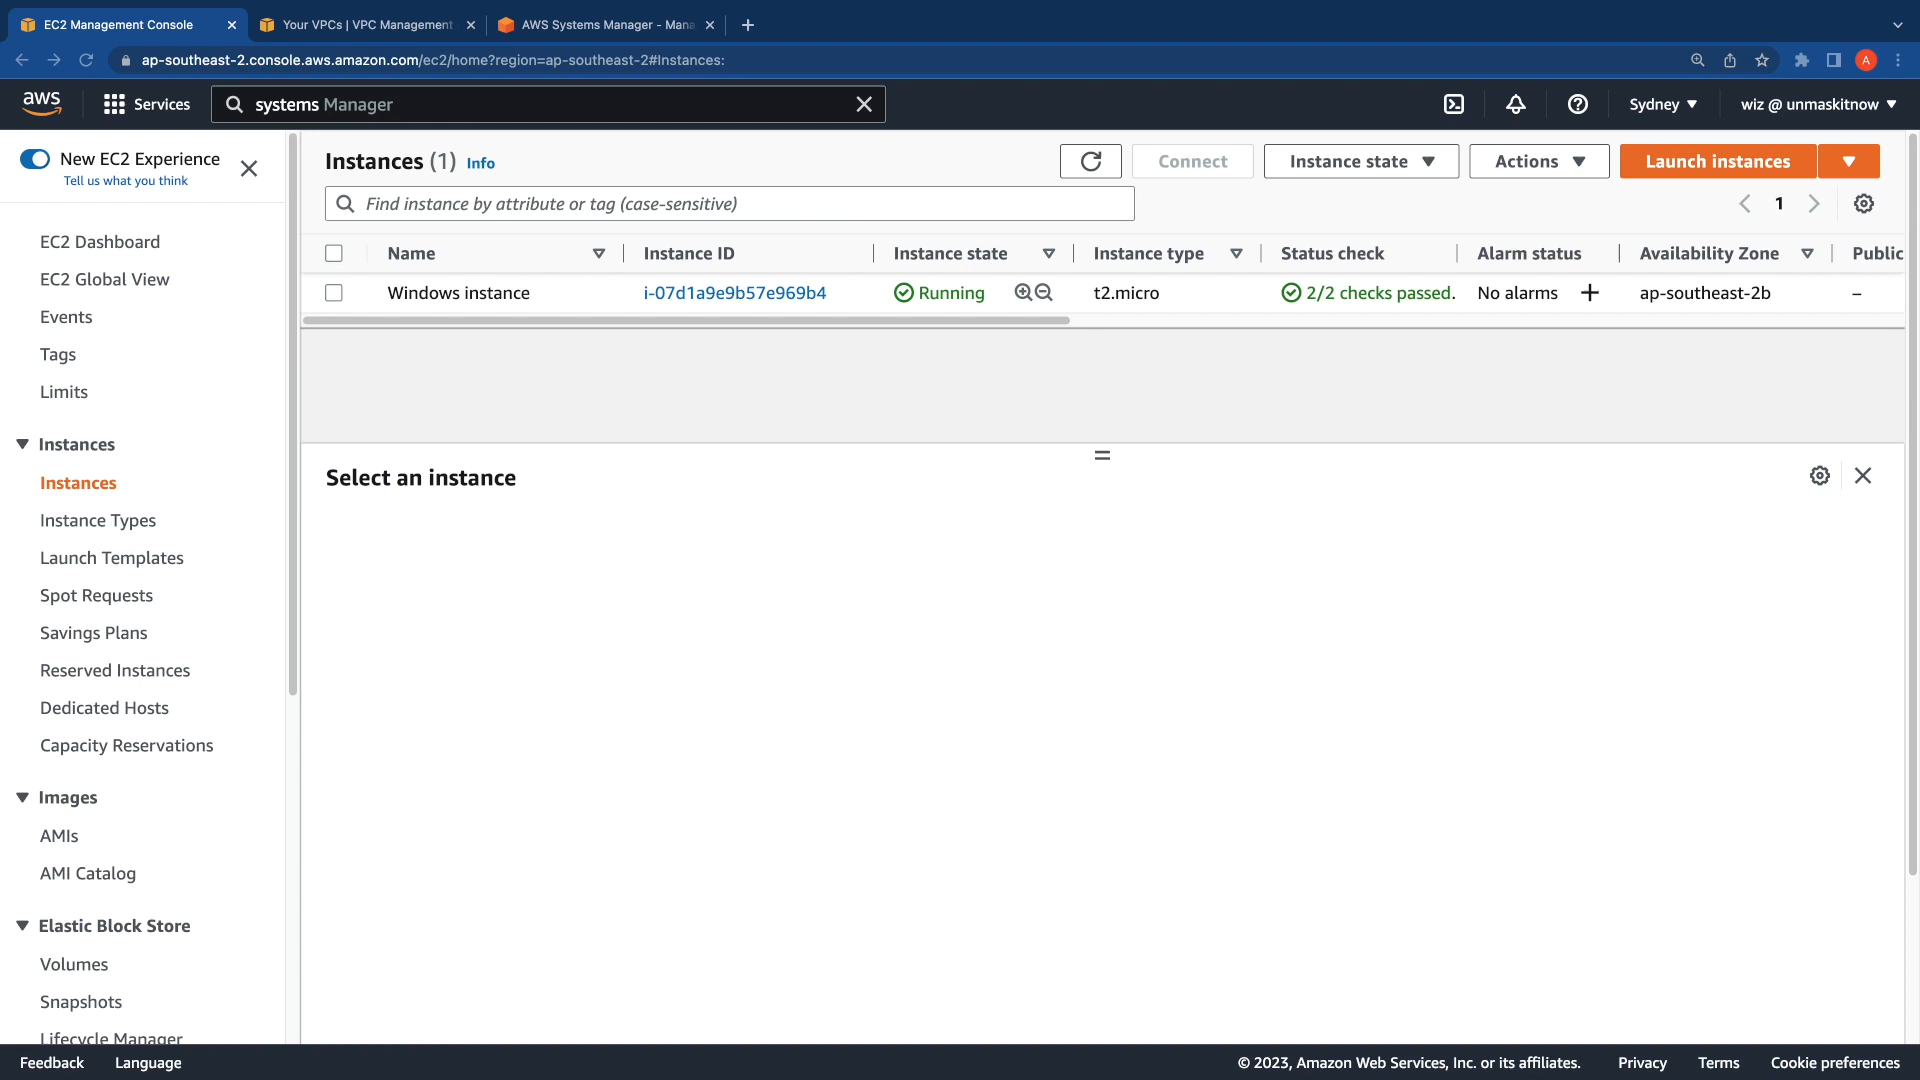 EC2 Management Console
Your VPCs | VPC Management
AWS Systems Manager - Mana
ap-southeast-2.console.aws.amazon.com/ec2/home?region=ap-southeast-2#Instances:
A
aws
Services
systems Manager
Sydney
wiz @ unmaskitnow
New EC2 Experience
Tell us what you think
EC2 Dashboard
EC2 Global View
Events
Tags
Limits
Instances
Instances
Instance Types
Launch Templates
Spot Requests
Savings Plans
Reserved Instances
Dedicated Hosts
Capacity Reservations
Images
AMIs
AMI Catalog
Elastic Block Store
Volumes
Snapshots
Lifecycle Manager
Instances (1) Info
Connect
Instance state
Actions
Launch instances
Find instance by attribute or tag (case-sensitive)
1
Name Instance ID Instance state Instance type Status check Alarm status Availability Zone Public
Windows instance i-07d1a9e9b57e969b4 Running t2.micro 2/2 checks passed. No alarms + ap-southeast-2b –
Select an instance
Feedback Language © 2023, Amazon Web Services, Inc. or its affiliates. Privacy Terms Cookie preferences